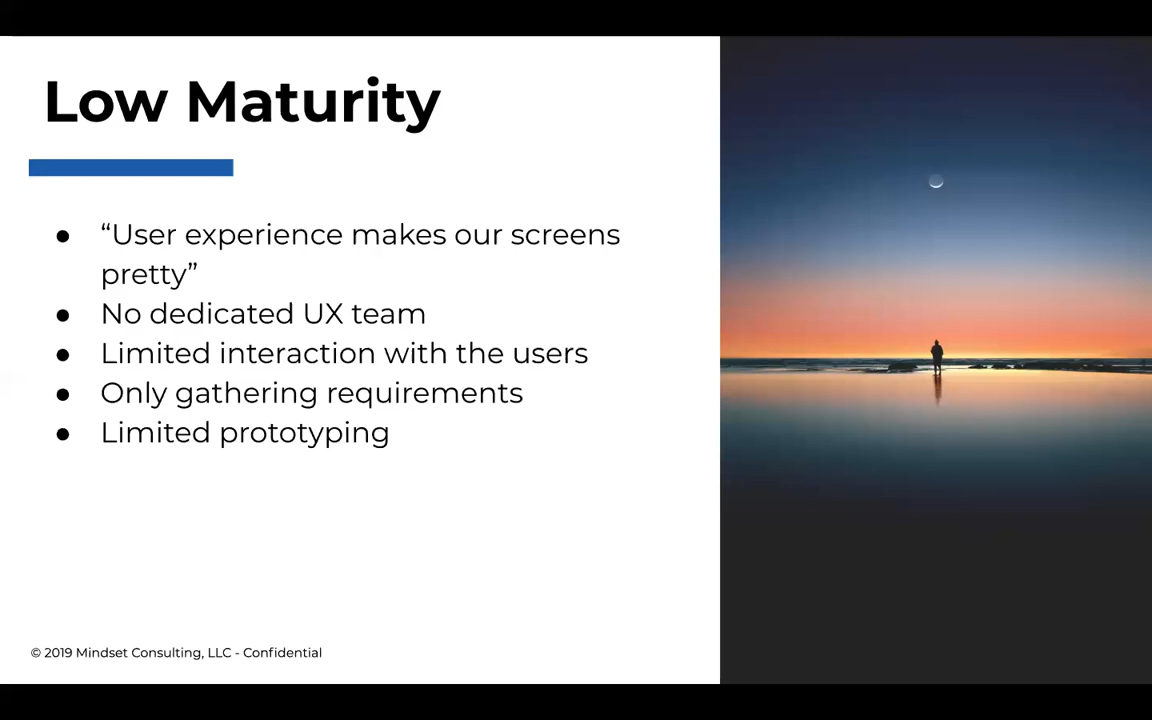 Low Maturity
● “User experience makes our screens
pretty”
● No dedicated UX team
● Limited interaction with the users
● Only gathering requirements
● Limited prototyping
© 2019 Mindset Consulting, LLC - Confidential